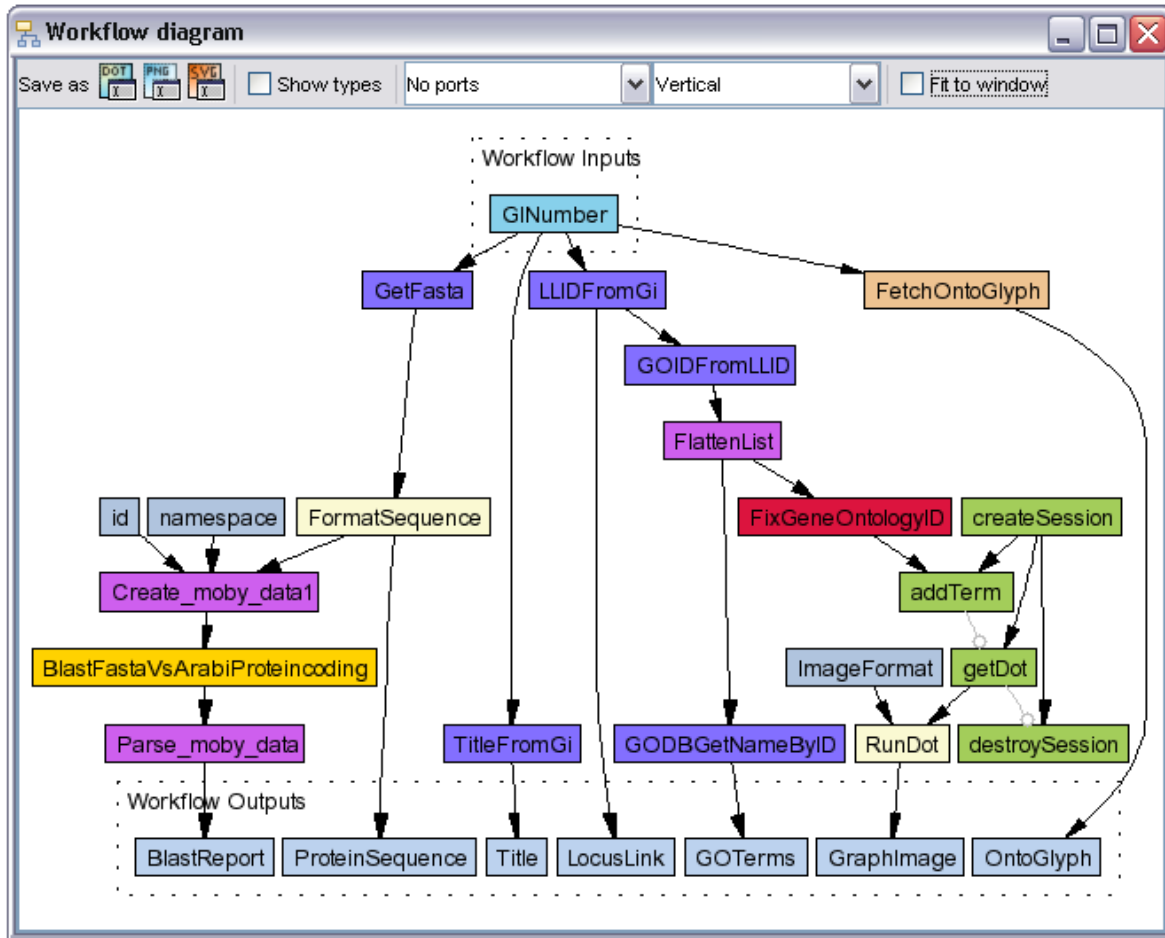 Workflow diagram
Save as DOT PNG SVG Show types No ports Vertical Fit to window
Workflow Inputs
GINumber
GetFasta LLIDFromGi FetchOntoGlyph
GOIDFromLLID
FlattenList
id namespace FormatSequence FixGeneOntologyID createSession
Create_moby_data1 addTerm
BlastFastaVsArabiProteincoding ImageFormat getDot
Parse_moby_data TitleFromGi GODBGetNameByID RunDot destroySession
Workflow Outputs
BlastReport ProteinSequence Title LocusLink GOTerms GraphImage OntoGlyph